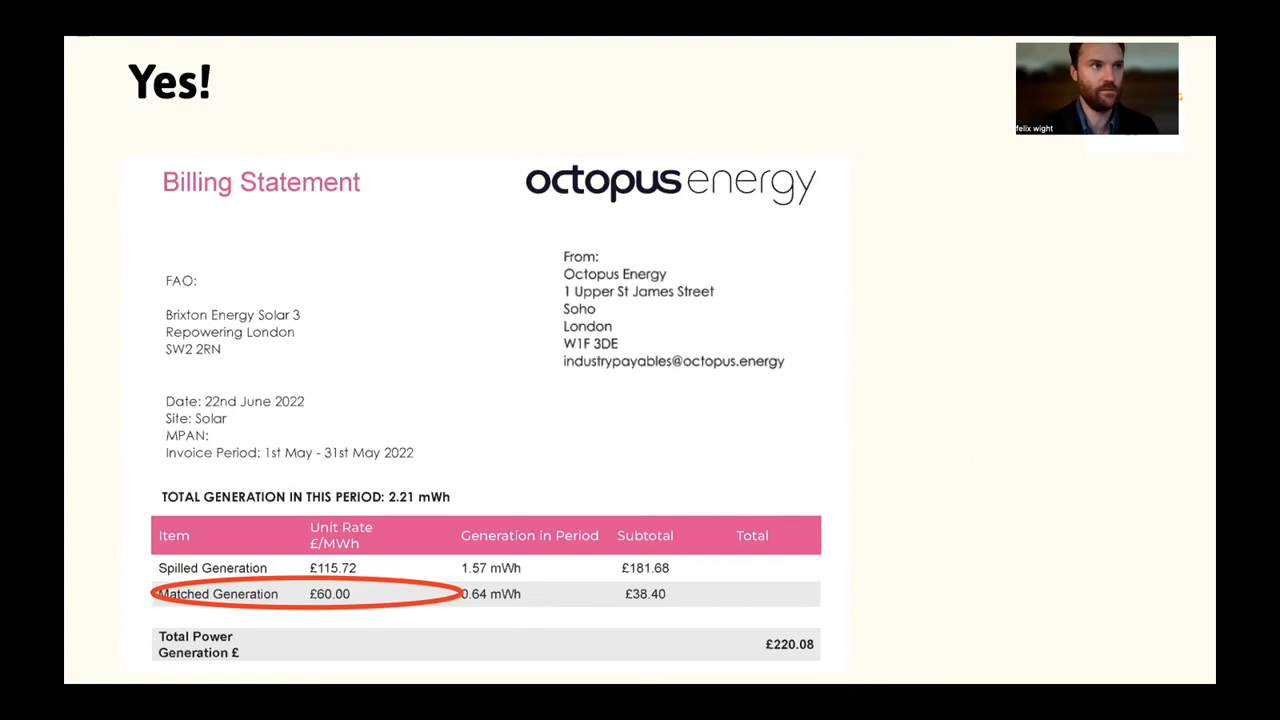 Yes!
felix wight
Billing Statement
octopus energy
From:
Octopus Energy
1 Upper St James Street
Soho
London
W1F 3DE
industrypayables@octopus.energy
FAO:
Brixton Energy Solar 3
Repowering London
SW2 2RN
Date: 22nd June 2022
Site: Solar
MPAN:
Invoice Period: 1st May - 31st May 2022
TOTAL GENERATION IN THIS PERIOD: 2.21 mWh
Item Unit Rate £/MWh Generation in Period Subtotal Total
Spilled Generation £115.72 1.57 mWh £181.68
Matched Generation £60.00 0.64 mWh £38.40
Total Power
Generation £ £220.08